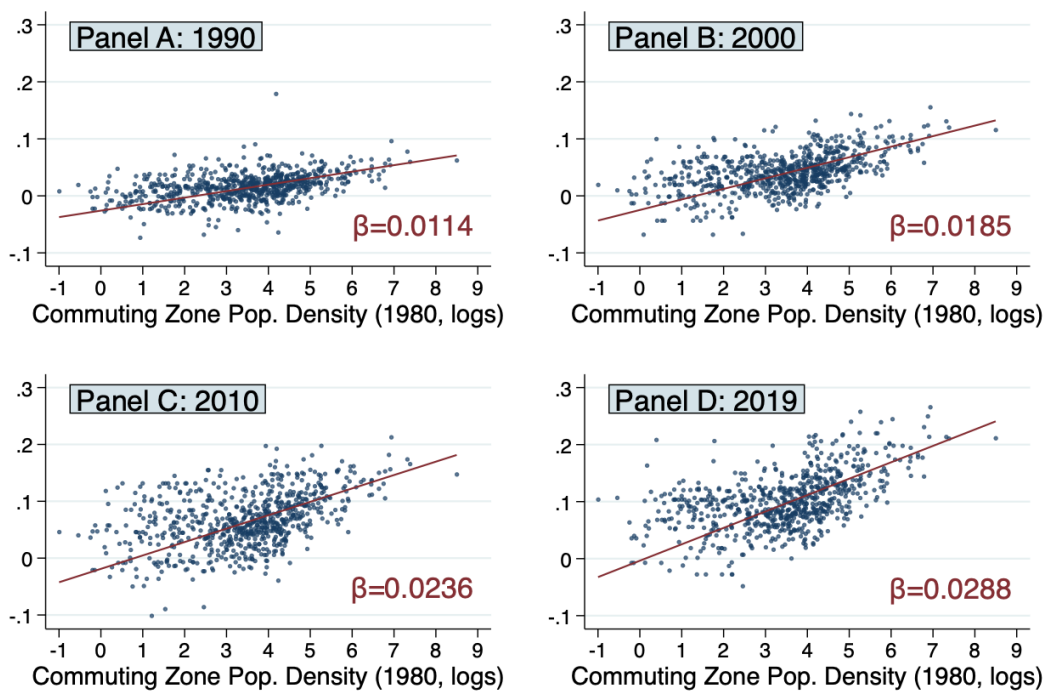 Panel A: 1990
.3
.2
.1
0
-.1
β=0.0114
-1 0 1 2 3 4 5 6 7 8 9
Commuting Zone Pop. Density (1980, logs)
Panel B: 2000
.3
.2
.1
0
-.1
β=0.0185
-1 0 1 2 3 4 5 6 7 8 9
Commuting Zone Pop. Density (1980, logs)
Panel C: 2010
.3
.2
.1
0
-.1
β=0.0236
-1 0 1 2 3 4 5 6 7 8 9
Commuting Zone Pop. Density (1980, logs)
Panel D: 2019
.3
.2
.1
0
-.1
β=0.0288
-1 0 1 2 3 4 5 6 7 8 9
Commuting Zone Pop. Density (1980, logs)